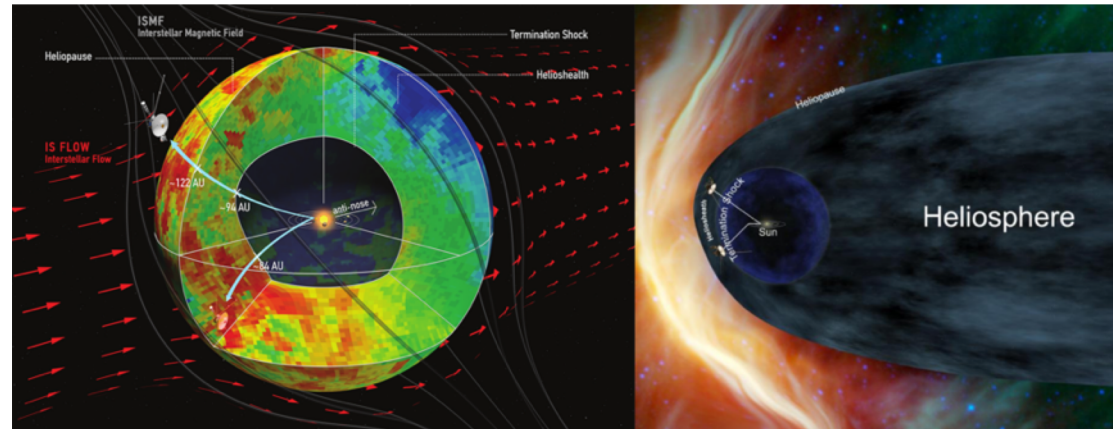 ISMF
Interstellar Magnetic Field
Termination Shock
Heliopause
Helioshealth
IS FLOW
Interstellar Flow
~122 AU
~94 AU
anti-nose
~84 AU
Heliopause
Heliosheath
Termination Shock
Sun
Heliosphere